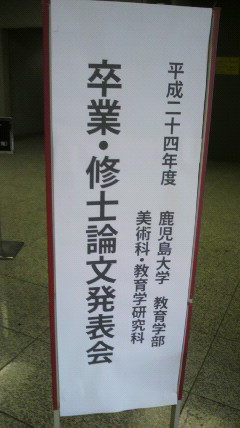 平成二十四年度
鹿児島大学 教育学部
美術科・教育学研究科
卒業・修士論文発表会